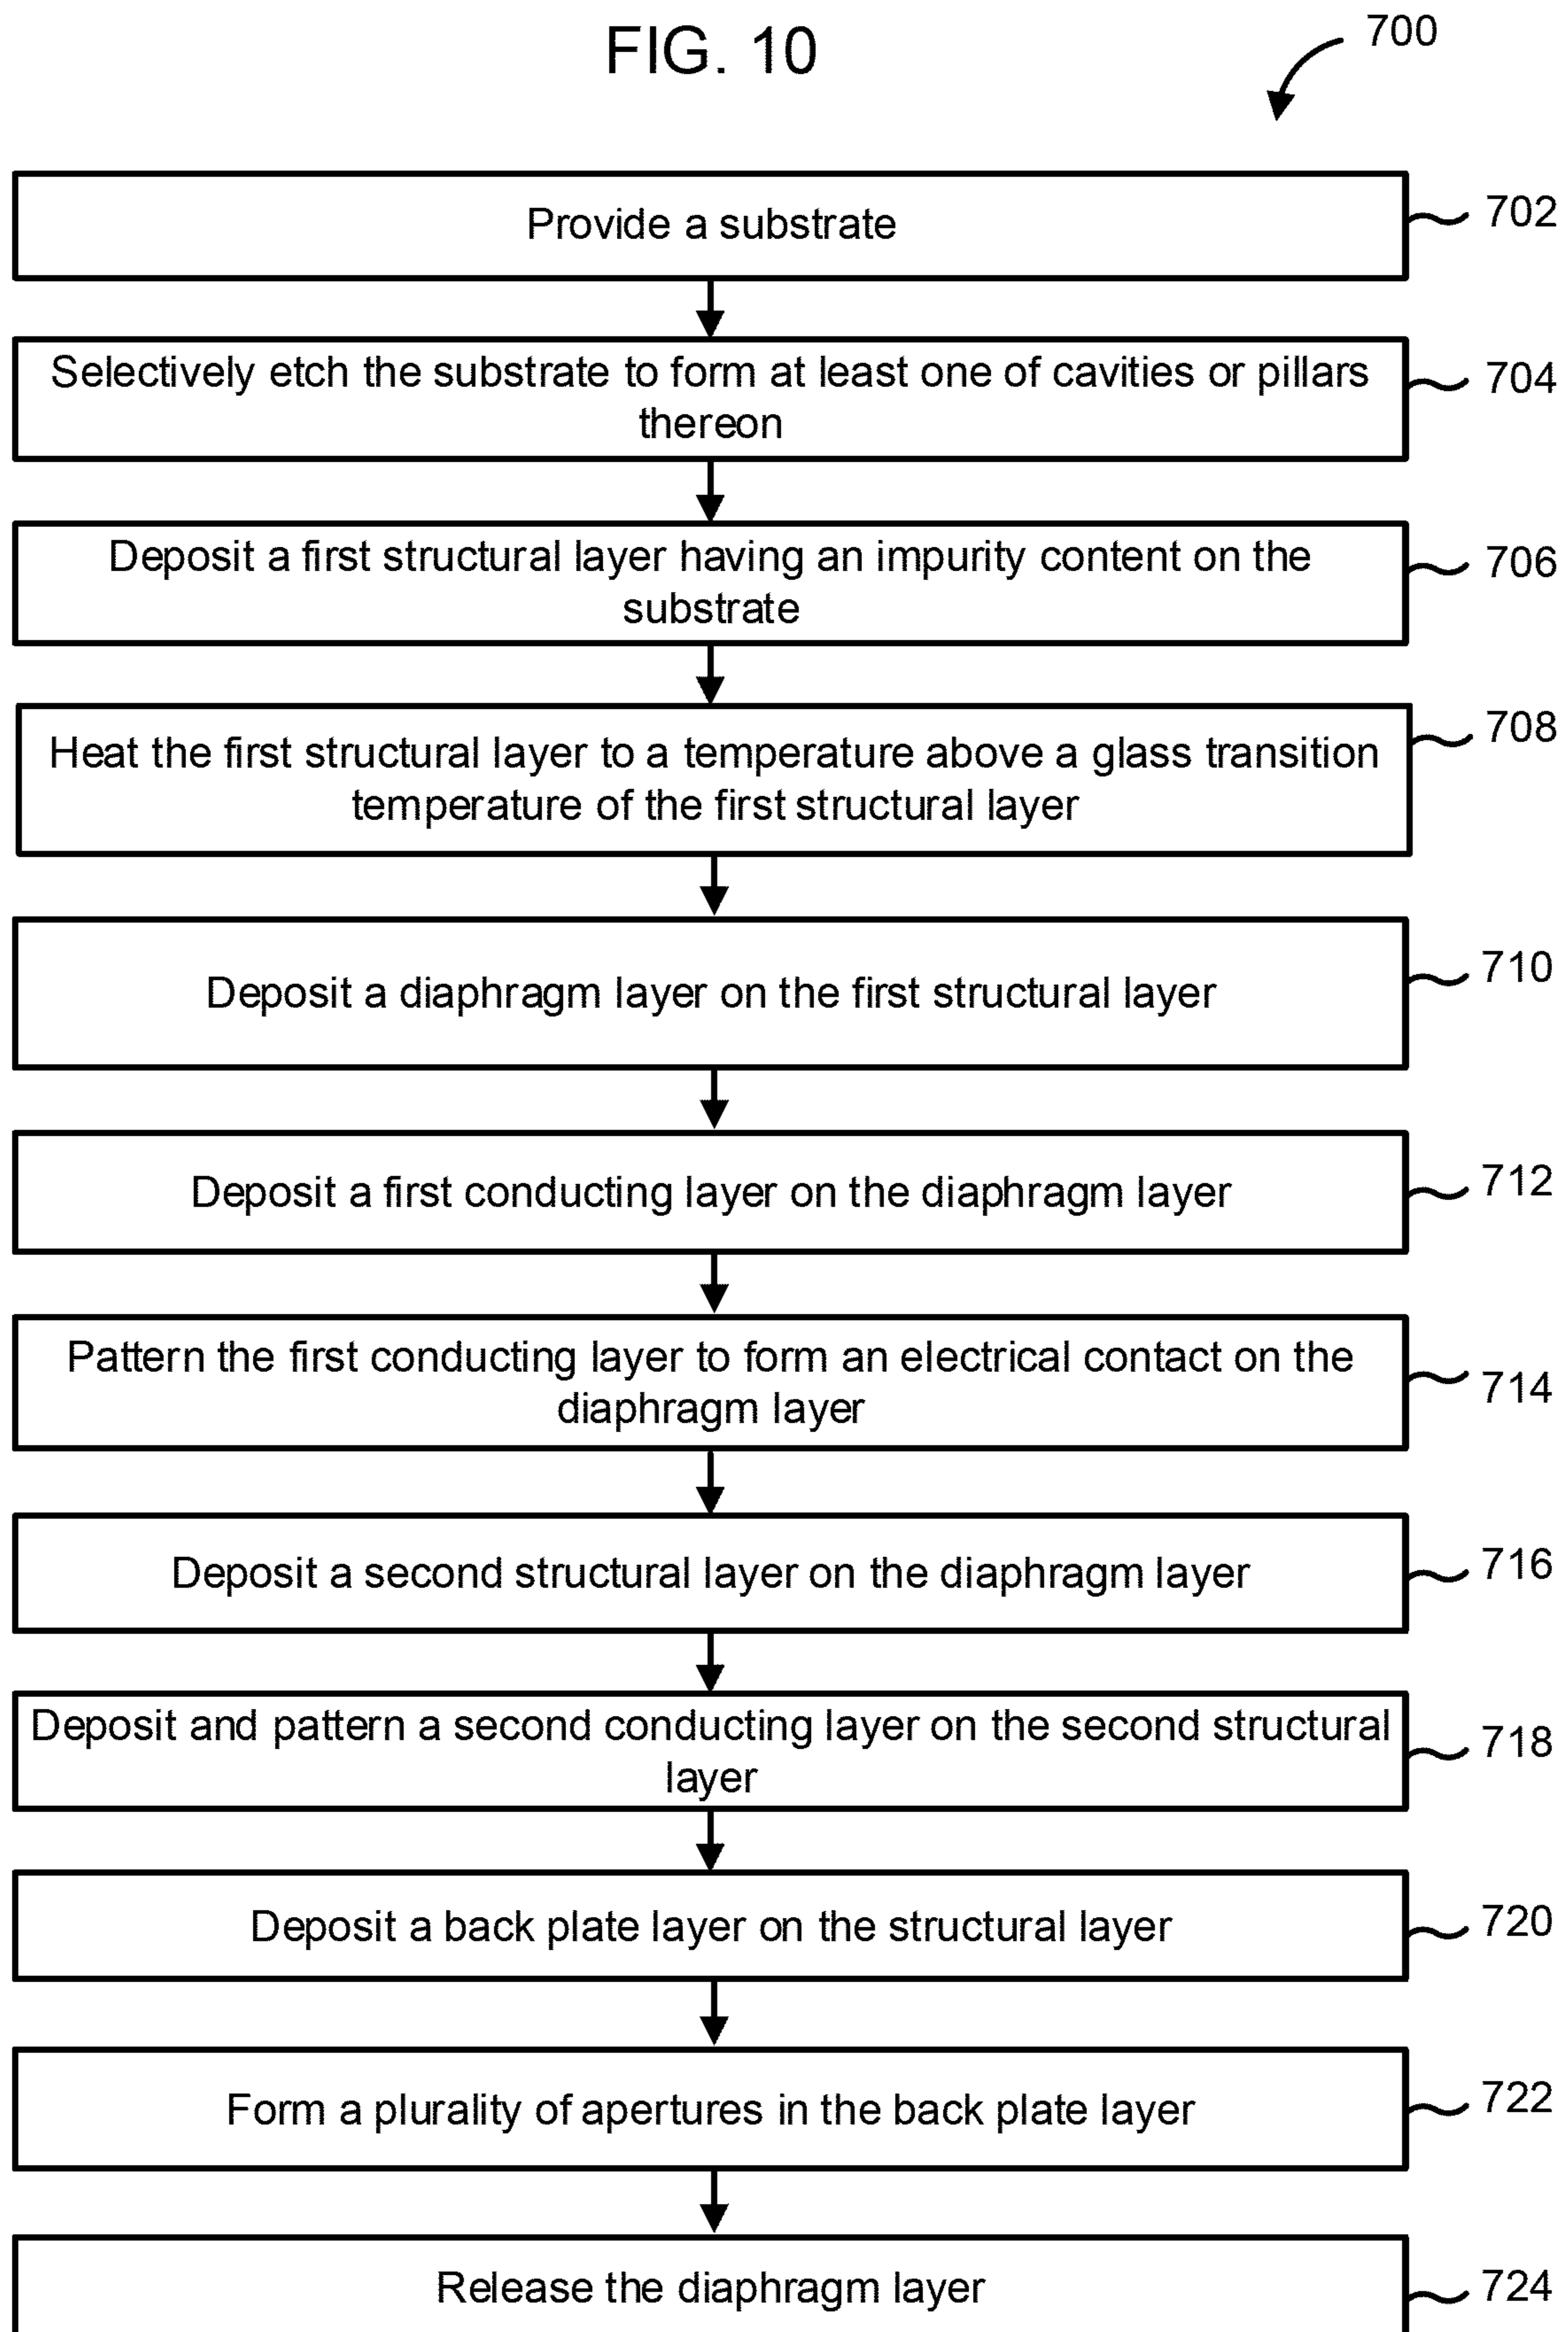 FIG. 10
700
Provide a substrate
702
Selectively etch the substrate to form at least one of cavities or pillars
thereon
704
Deposit a first structural layer having an impurity content on the
substrate
706
Heat the first structural layer to a temperature above a glass transition
temperature of the first structural layer
708
Deposit a diaphragm layer on the first structural layer
710
Deposit a first conducting layer on the diaphragm layer
712
Pattern the first conducting layer to form an electrical contact on the
diaphragm layer
714
Deposit a second structural layer on the diaphragm layer
716
Deposit and pattern a second conducting layer on the second structural
layer
718
Deposit a back plate layer on the structural layer
720
Form a plurality of apertures in the back plate layer
722
Release the diaphragm layer
724